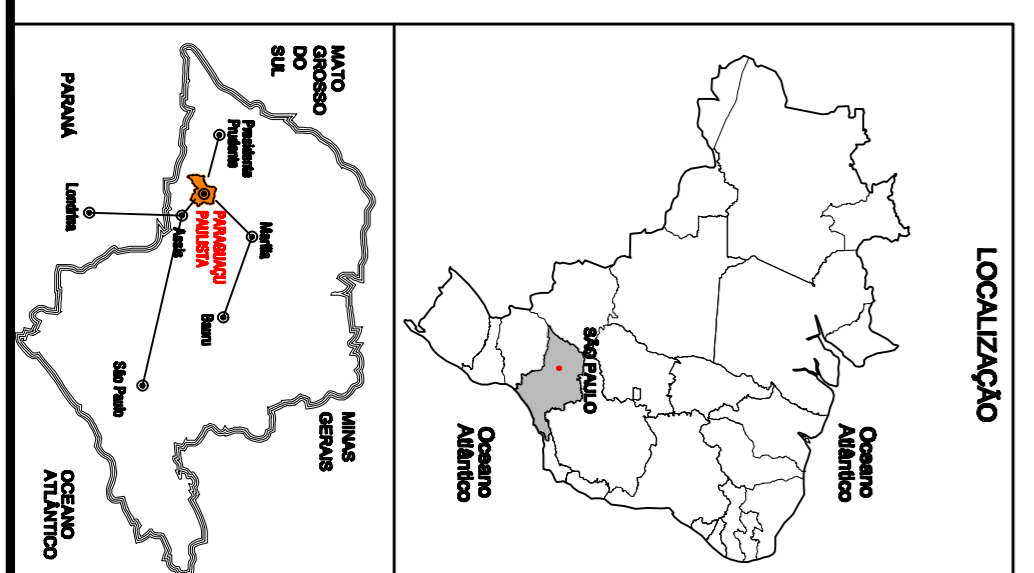 LOCALIZAÇÃO
Oceano
Atlântico
SÃO PAULO
Oceano
Atlântico
MATO
GROSSO
DO
SUL
MINAS
GERAIS
Presidente
Prudente
Marília
Bauru
PARAGUAÇU
PAULISTA
Assis
São Paulo
PARANÁ
Londrina
OCEANO
ATLÂNTICO